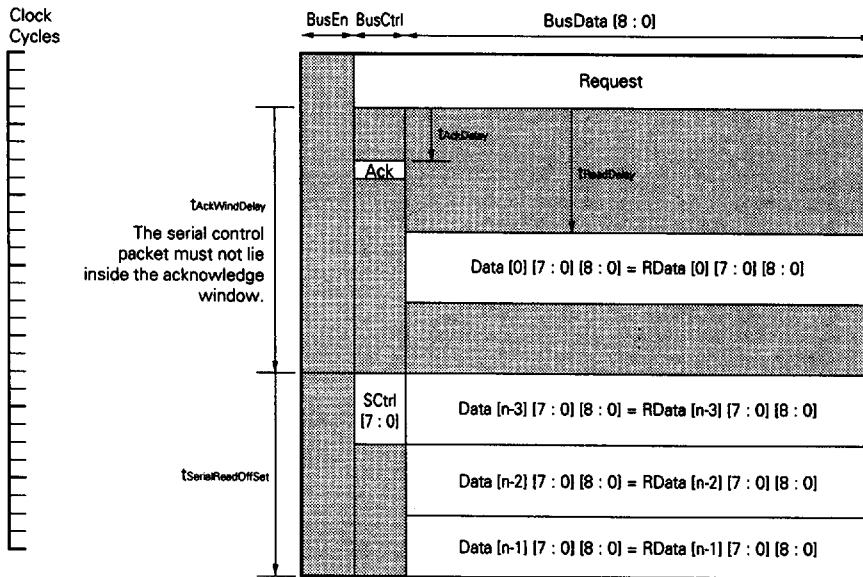 Clock
Cycles
BusEn BusCtrl BusData [8 : 0]
Request
tAckDelay
Ack
tReadDelay
tAckWindDelay
The serial control
packet must not lie
inside the acknowledge
window.
Data [0] [7 : 0] [8 : 0] = RData [0] [7 : 0] [8 : 0]
SCtrl
[7 : 0]
Data [n-3] [7 : 0] [8 : 0] = RData [n-3] [7 : 0] [8 : 0]
tSerialReadOffSet
Data [n-2] [7 : 0] [8 : 0] = RData [n-2] [7 : 0] [8 : 0]
Data [n-1] [7 : 0] [8 : 0] = RData [n-1] [7 : 0] [8 : 0]